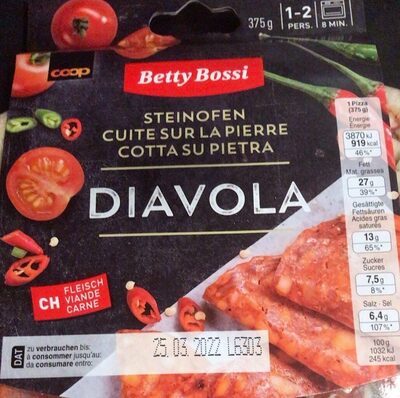 375 g
1-2
PERS.
8 MIN.
coop
Betty Bossi
STEINOFEN
CUITE SUR LA PIERRE
COTTA SU PIETRA
DIAVOLA
1 Pizza
(375 g)
Energie
Energie
3870 kJ
919 kcal
46%*
Fett
Mat. grasses
27 g
39%*
Gesättigte
Fettsäuren
Acides gras
saturés
13 g
65%*
Zucker
Sucres
7,5 g
8%*
Salz · Sel
6,4 g
107%*
100 g
1032 kJ
245 kcal
CH
FLEISCH
VIANDE
CARNE
DAT
zu verbrauchen bis:
à consommer jusqu'au:
da consumare entro:
25.03.2022 L6303